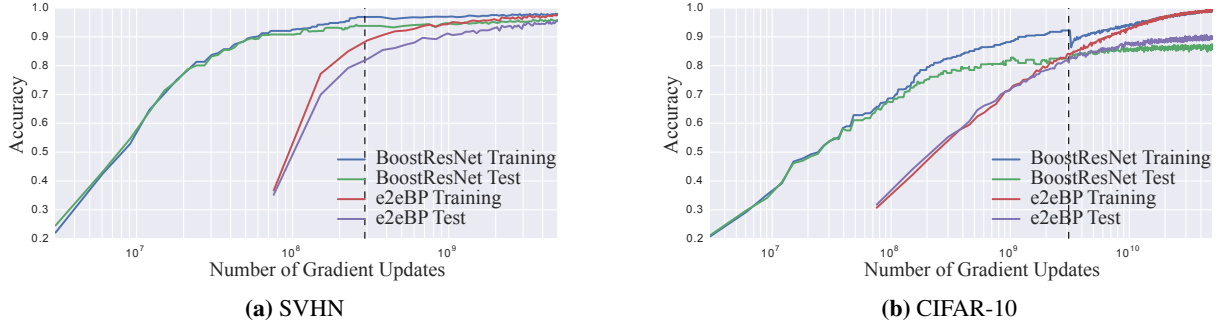 1.0
0.9
0.8
0.7
0.6
0.5
0.4
0.3
0.2
Accuracy
BoostResNet Training
BoostResNet Test
e2eBP Training
e2eBP Test
10^7 10^8 10^9
Number of Gradient Updates
(a) SVHN
1.0
0.9
0.8
0.7
0.6
0.5
0.4
0.3
0.2
Accuracy
BoostResNet Training
BoostResNet Test
e2eBP Training
e2eBP Test
10^7 10^8 10^9 10^10
Number of Gradient Updates
(b) CIFAR-10